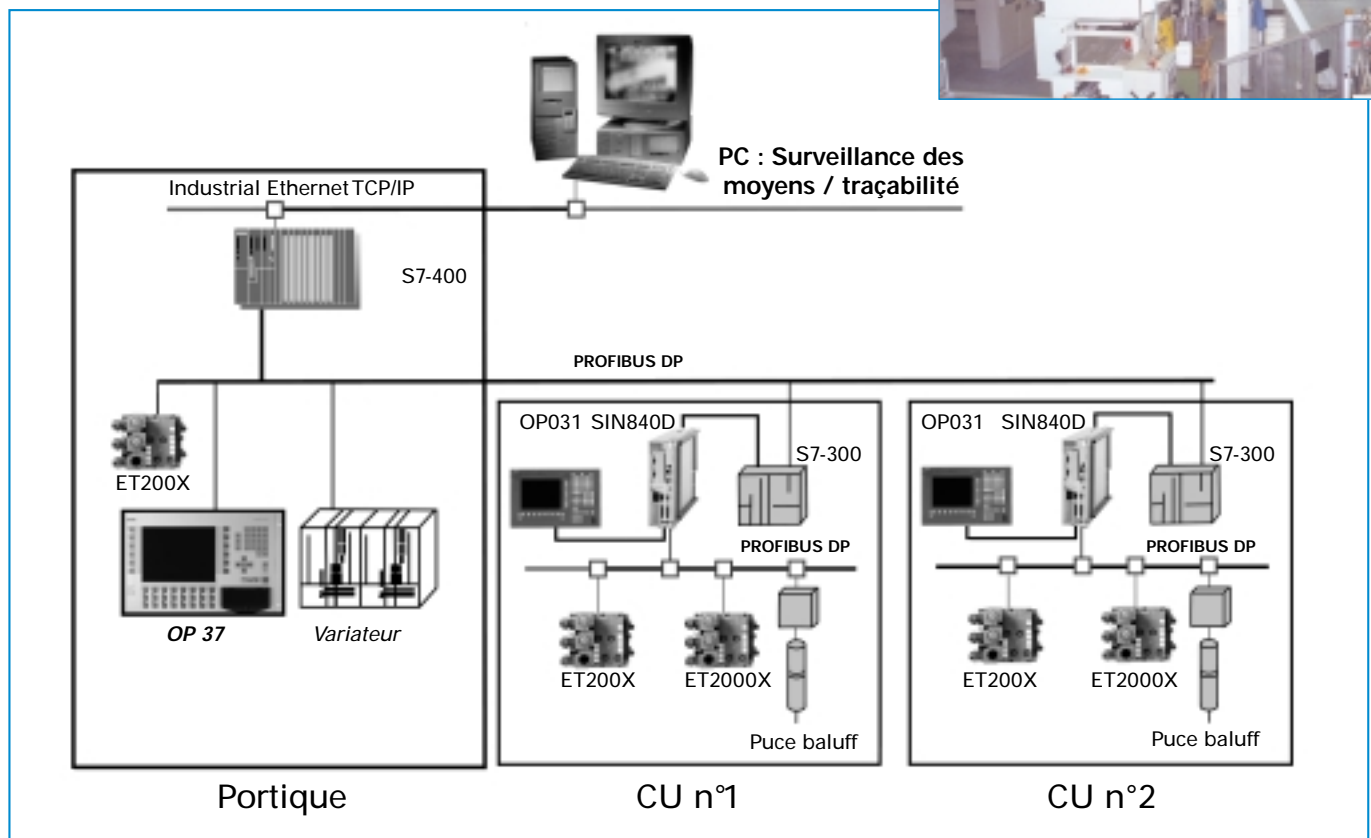 PC : Surveillance des
moyens / traçabilité
Industrial Ethernet TCP/IP
S7-400
PROFIBUS DP
ET200X
OP 37
Variateur
OP031 SIN840D
S7-300
PROFIBUS DP
ET200X
ET2000X
Puce baluff
OP031 SIN840D
S7-300
PROFIBUS DP
ET200X
ET2000X
Puce baluff
Portique
CU n°1
CU n°2